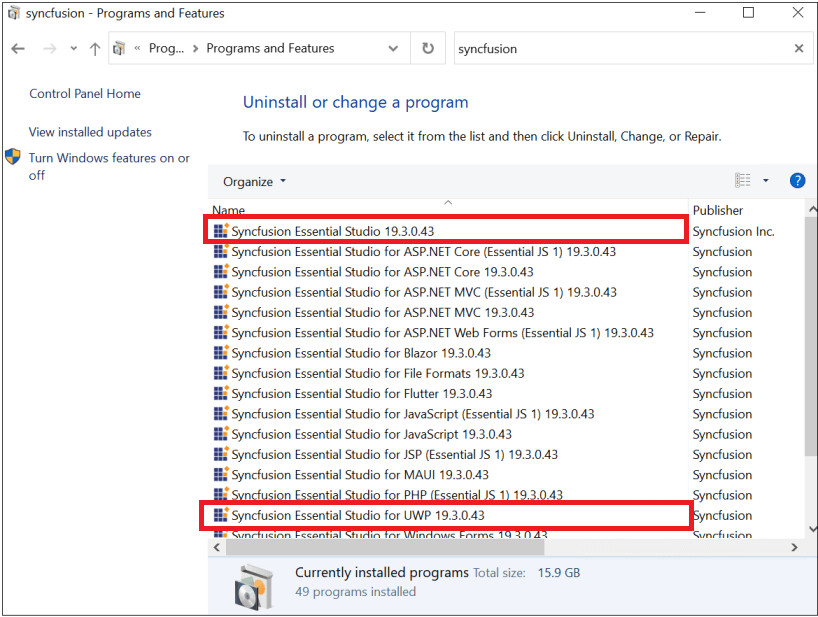 syncfusion - Programs and Features
« Prog... > Programs and Features
syncfusion
Control Panel Home
View installed updates
Turn Windows features on or
off
Uninstall or change a program
To uninstall a program, select it from the list and then click Uninstall, Change, or Repair.
Organize
Name Publisher
Syncfusion Essential Studio 19.3.0.43 Syncfusion Inc.
Syncfusion Essential Studio for ASP.NET Core (Essential JS 1) 19.3.0.43 Syncfusion
Syncfusion Essential Studio for ASP.NET Core 19.3.0.43 Syncfusion
Syncfusion Essential Studio for ASP.NET MVC (Essential JS 1) 19.3.0.43 Syncfusion
Syncfusion Essential Studio for ASP.NET MVC 19.3.0.43 Syncfusion
Syncfusion Essential Studio for ASP.NET Web Forms (Essential JS 1) 19.3.0.43 Syncfusion
Syncfusion Essential Studio for Blazor 19.3.0.43 Syncfusion
Syncfusion Essential Studio for File Formats 19.3.0.43 Syncfusion
Syncfusion Essential Studio for Flutter 19.3.0.43 Syncfusion
Syncfusion Essential Studio for JavaScript (Essential JS 1) 19.3.0.43 Syncfusion
Syncfusion Essential Studio for JavaScript 19.3.0.43 Syncfusion
Syncfusion Essential Studio for JSP (Essential JS 1) 19.3.0.43 Syncfusion
Syncfusion Essential Studio for MAUI 19.3.0.43 Syncfusion
Syncfusion Essential Studio for PHP (Essential JS 1) 19.3.0.43 Syncfusion
Syncfusion Essential Studio for UWP 19.3.0.43 Syncfusion
Syncfusion Essential Studio for Windows Forms 19.3.0.43 Syncfusion
Currently installed programs Total size: 15.9 GB
49 programs installed